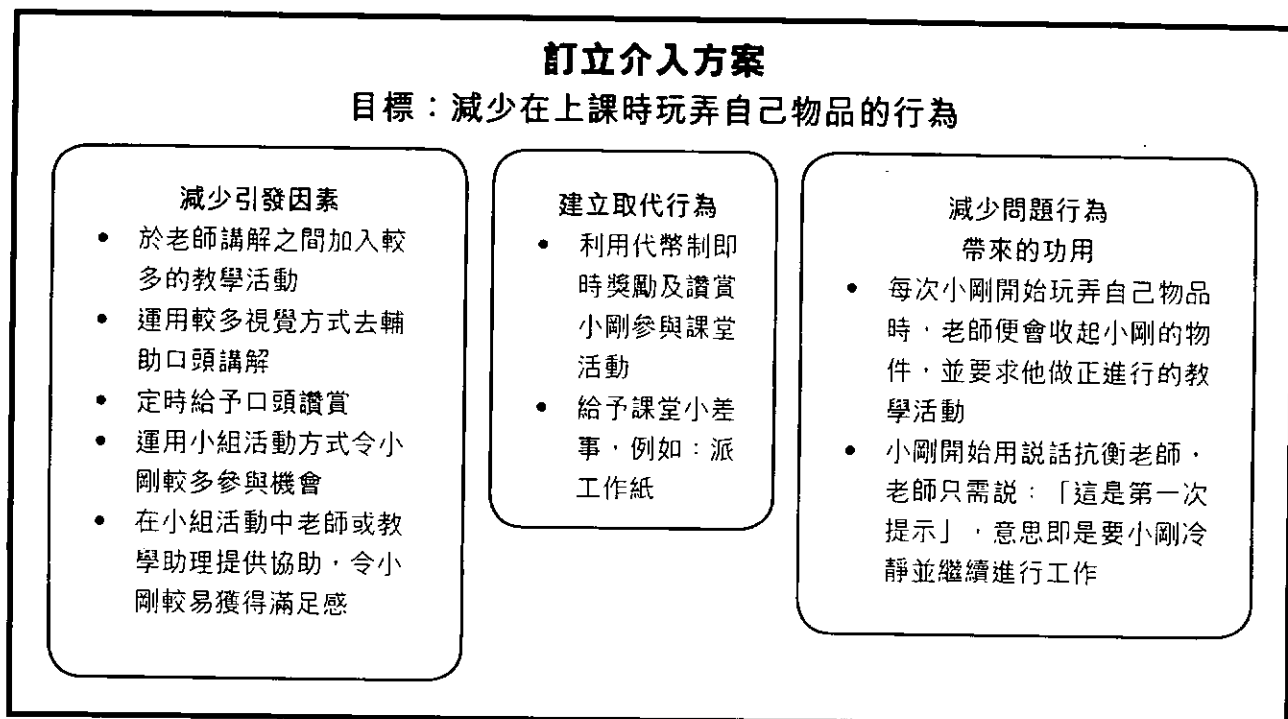 訂立介入方案
目標：減少在上課時玩弄自己物品的行為
減少引發因素
• 於老師講解之間加入較
多的教學活動
• 運用較多視覺方式去輔
助口頭講解
• 定時給予口頭讚賞
• 運用小組活動方式令小
剛較多參與機會
• 在小組活動中老師或教
學助理提供協助，令小
剛較易獲得滿足感
建立取代行為
• 利用代幣制即
時獎勵及讚賞
小剛參與課堂
活動
• 給予課堂小差
事，例如：派
工作紙
減少問題行為
帶來的功用
• 每次小剛開始玩弄自己物品
時，老師便會收起小剛的物
件，並要求他做正進行的教
學活動
• 小剛開始用說話抗衡老師，
老師只需說：「這是第一次
提示」，意思即是要小剛冷
靜並繼續進行工作